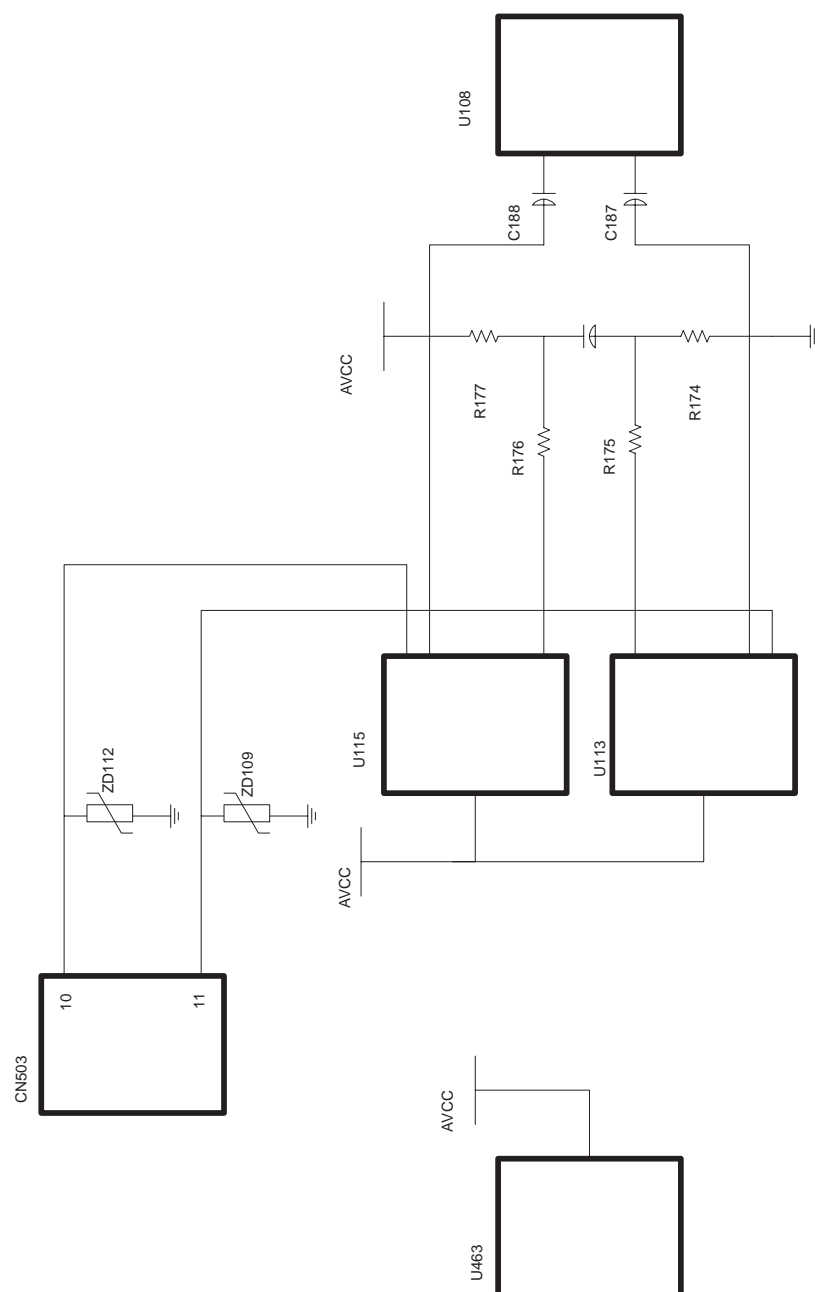 U108
C188
C187
AVCC
R177
R174
R176
R175
U115
U113
ZD112
ZD109
AVCC
10
11
CN503
AVCC
U463